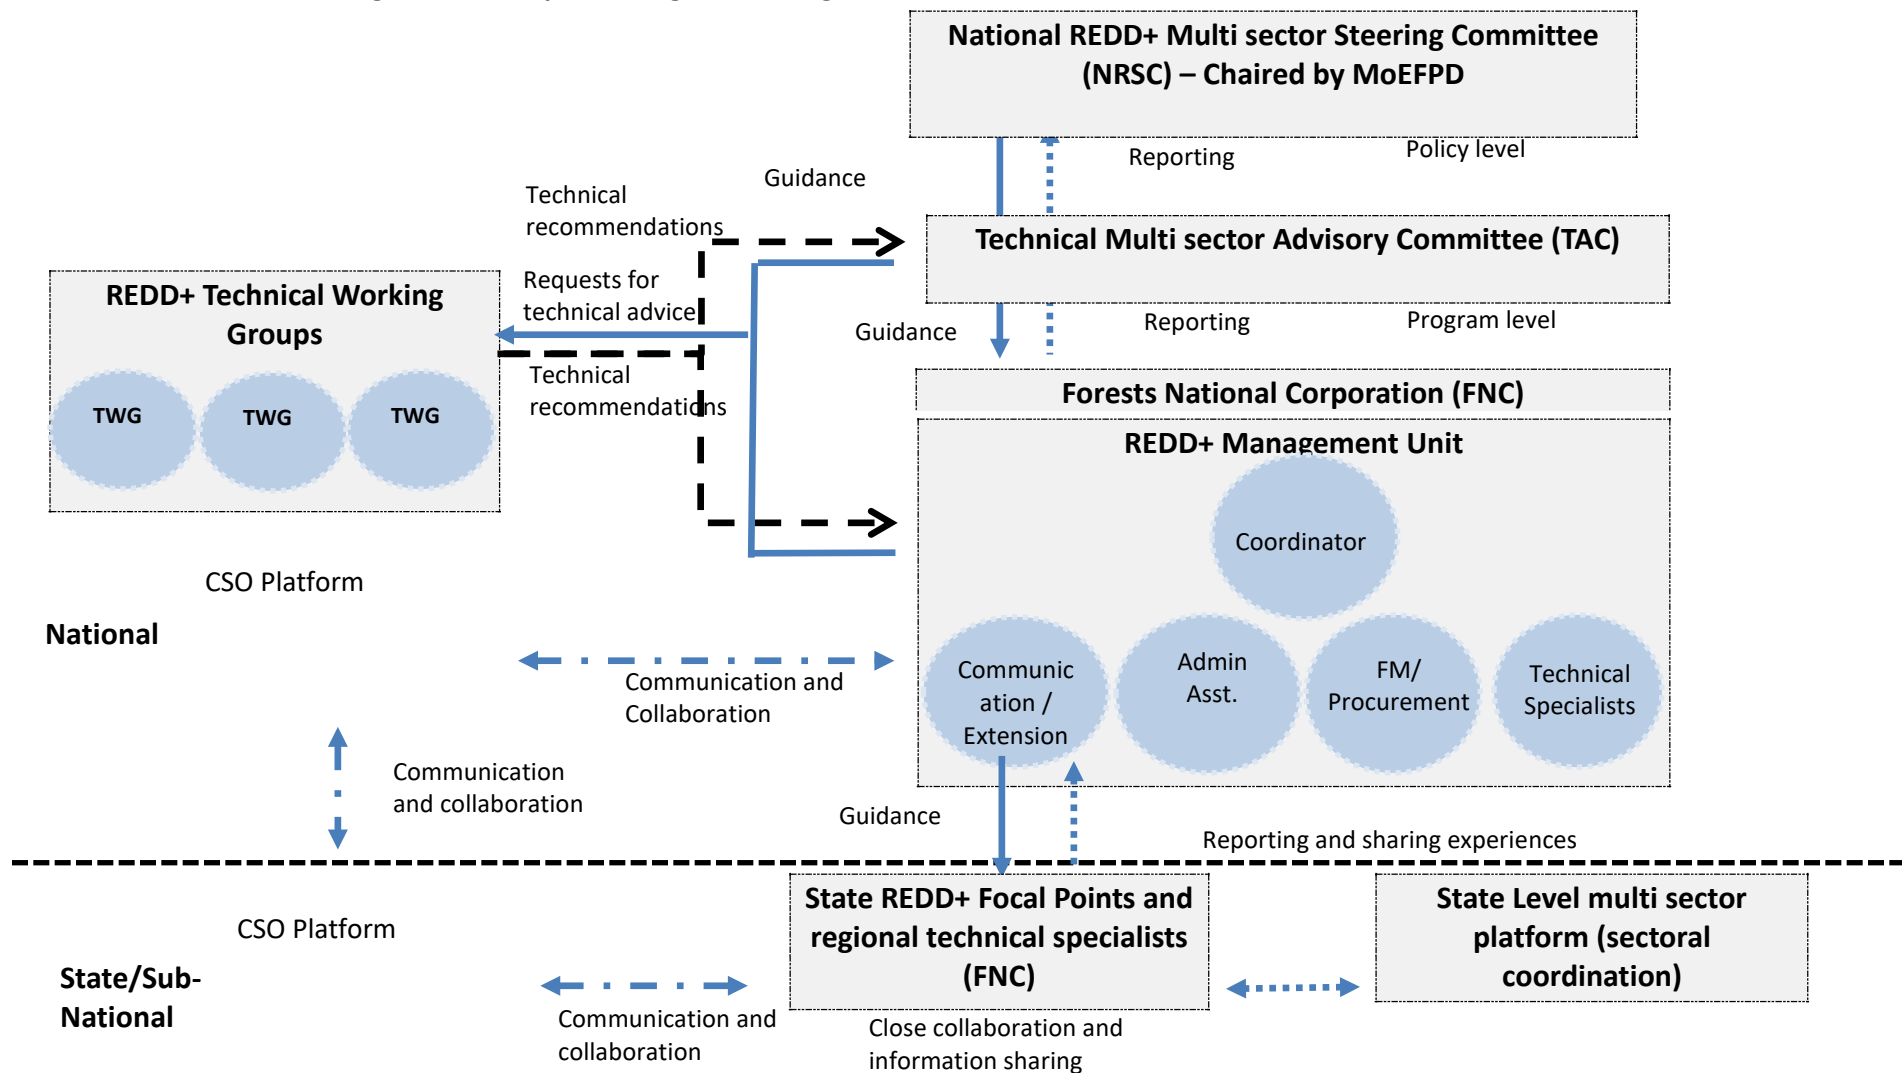 National REDD+ Multi sector Steering Committee
(NRSC) – Chaired by MoEFPD
Reporting
Policy level
Guidance
Technical
recommendations
Technical Multi sector Advisory Committee (TAC)
Requests for
technical advice
REDD+ Technical Working
Groups
TWG
TWG
TWG
Guidance
Reporting
Program level
Technical
recommendations
Forests National Corporation (FNC)
REDD+ Management Unit
Coordinator
Communic
ation /
Extension
Admin
Asst.
FM/
Procurement
Technical
Specialists
CSO Platform
National
Communication and
Collaboration
Communication
and collaboration
Guidance
Reporting and sharing experiences
CSO Platform
State/Sub-
National
State REDD+ Focal Points and
regional technical specialists
(FNC)
State Level multi sector
platform (sectoral
coordination)
Communication and
collaboration
Close collaboration and
information sharing